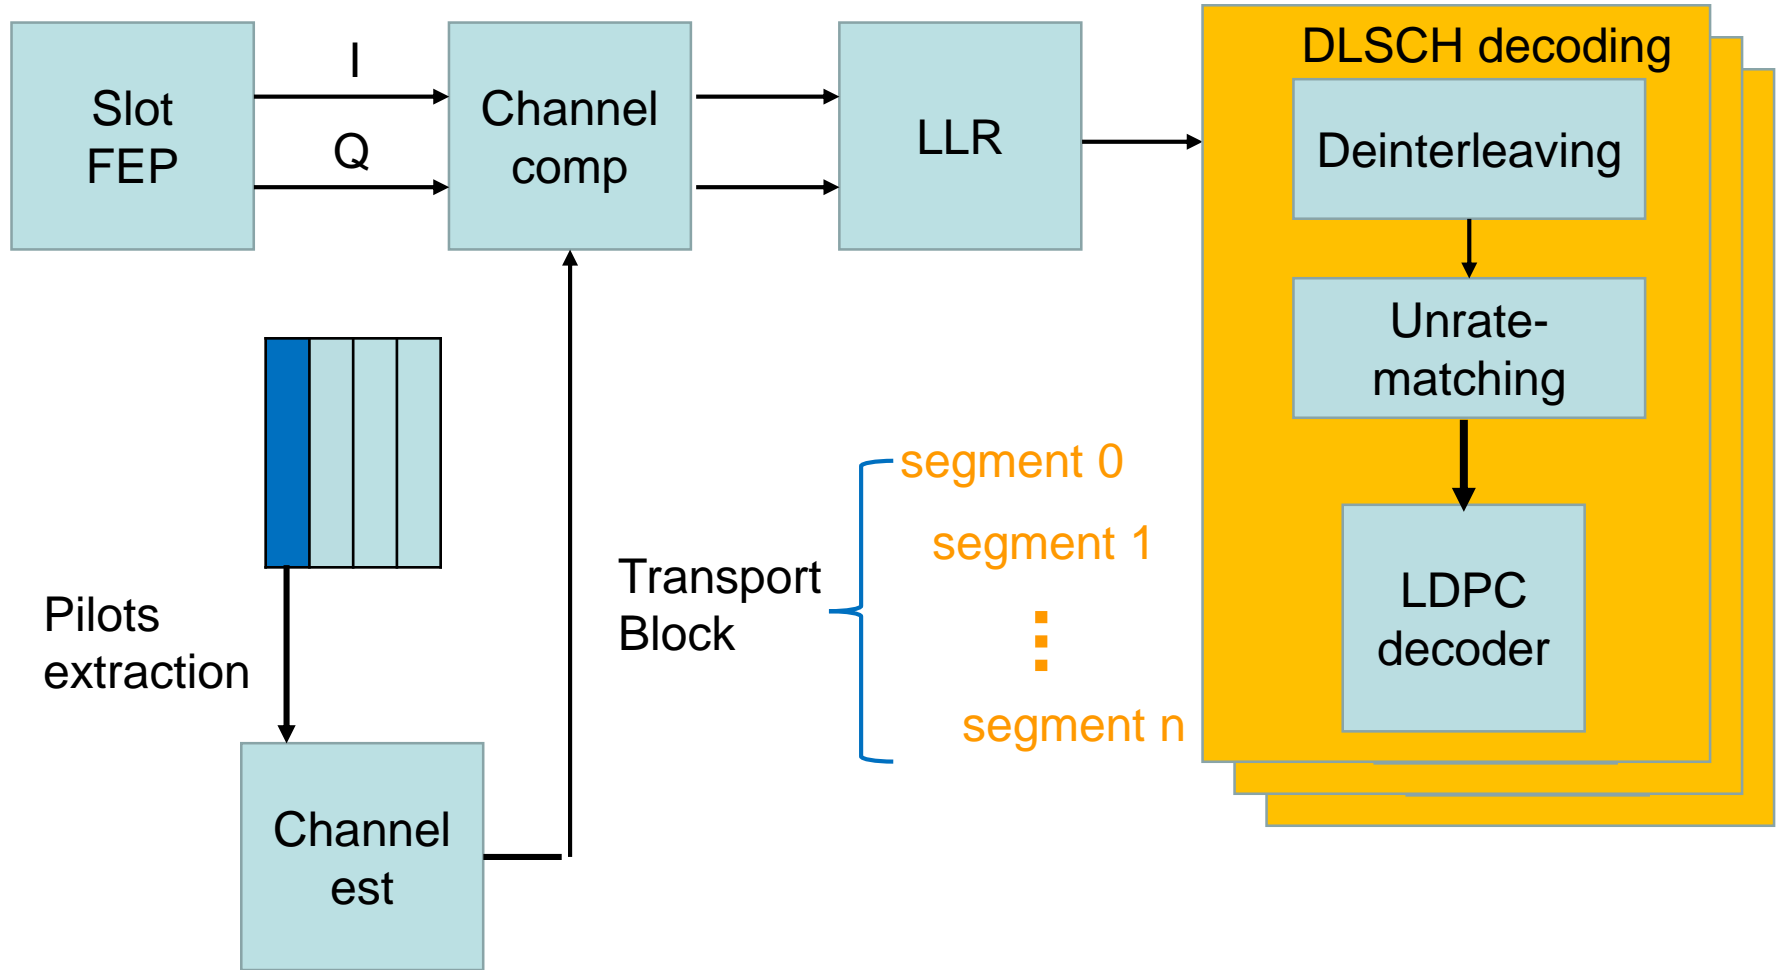 Slot
FEP
I
Q
Channel
comp
LLR
DLSCH decoding
Deinterleaving
Unrate-
matching
LDPC
decoder
segment 0
segment 1
segment n
Transport
Block
Pilots
extraction
Channel
est